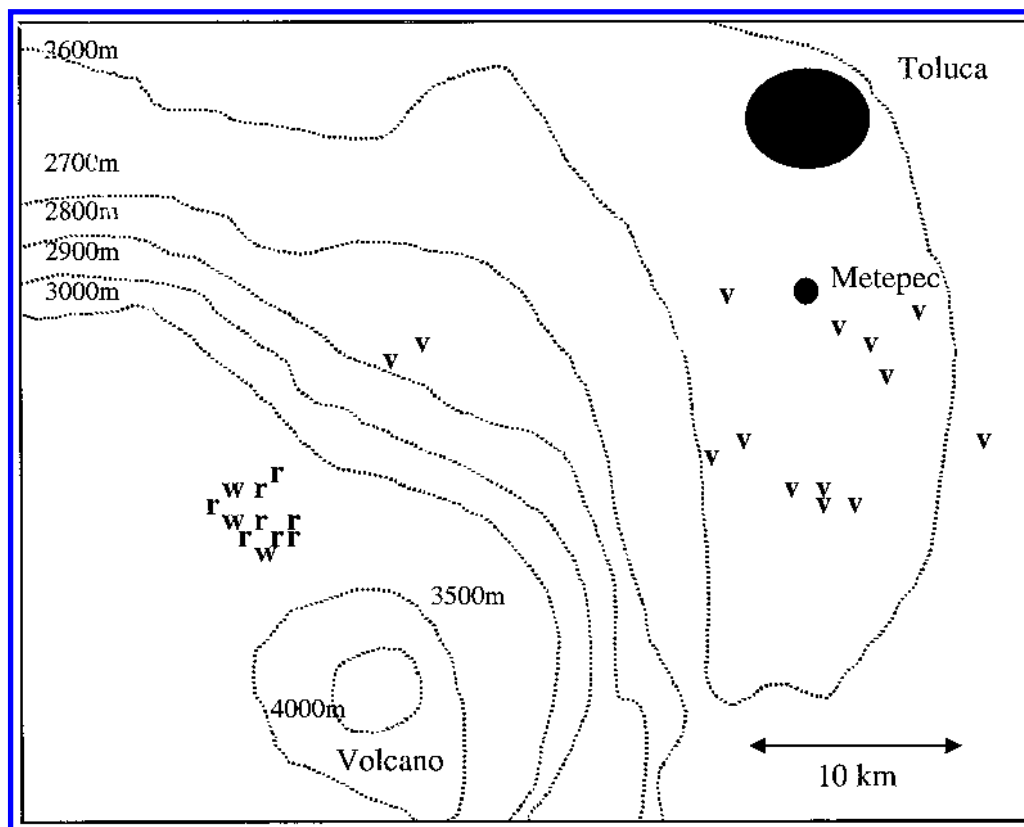 2600m
Toluca
2700m
2800m
2900m
Metepec
3000m
v
v
v
v v
v
v
v v
v
r
w r v v
r v v
w r r
r r r
w
3500m
4000m
Volcano
10 km